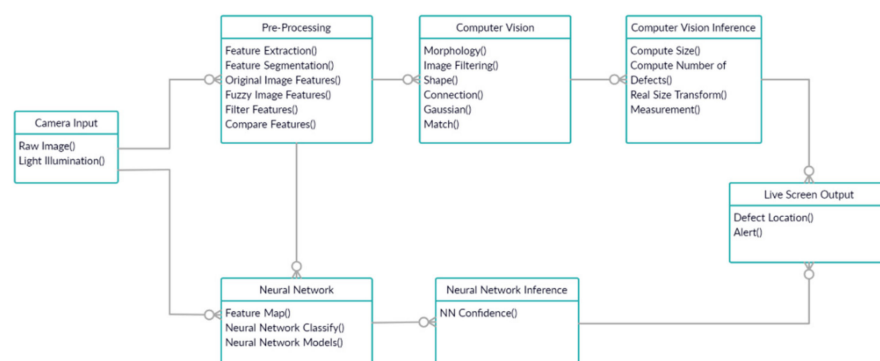 Camera Input
Raw Image()
Light Illumination()
Pre-Processing
Feature Extraction()
Feature Segmentation()
Original Image Features()
Fuzzy Image Features()
Filter Features()
Compare Features()
Computer Vision
Morphology()
Image Filtering()
Shape()
Connection()
Gaussian()
Match()
Computer Vision Inference
Compute Size()
Compute Number of
Defects()
Real Size Transform()
Measurement()
Live Screen Output
Defect Location()
Alert()
Neural Network
Feature Map()
Neural Network Classify()
Neural Network Models()
Neural Network Inference
NN Confidence()